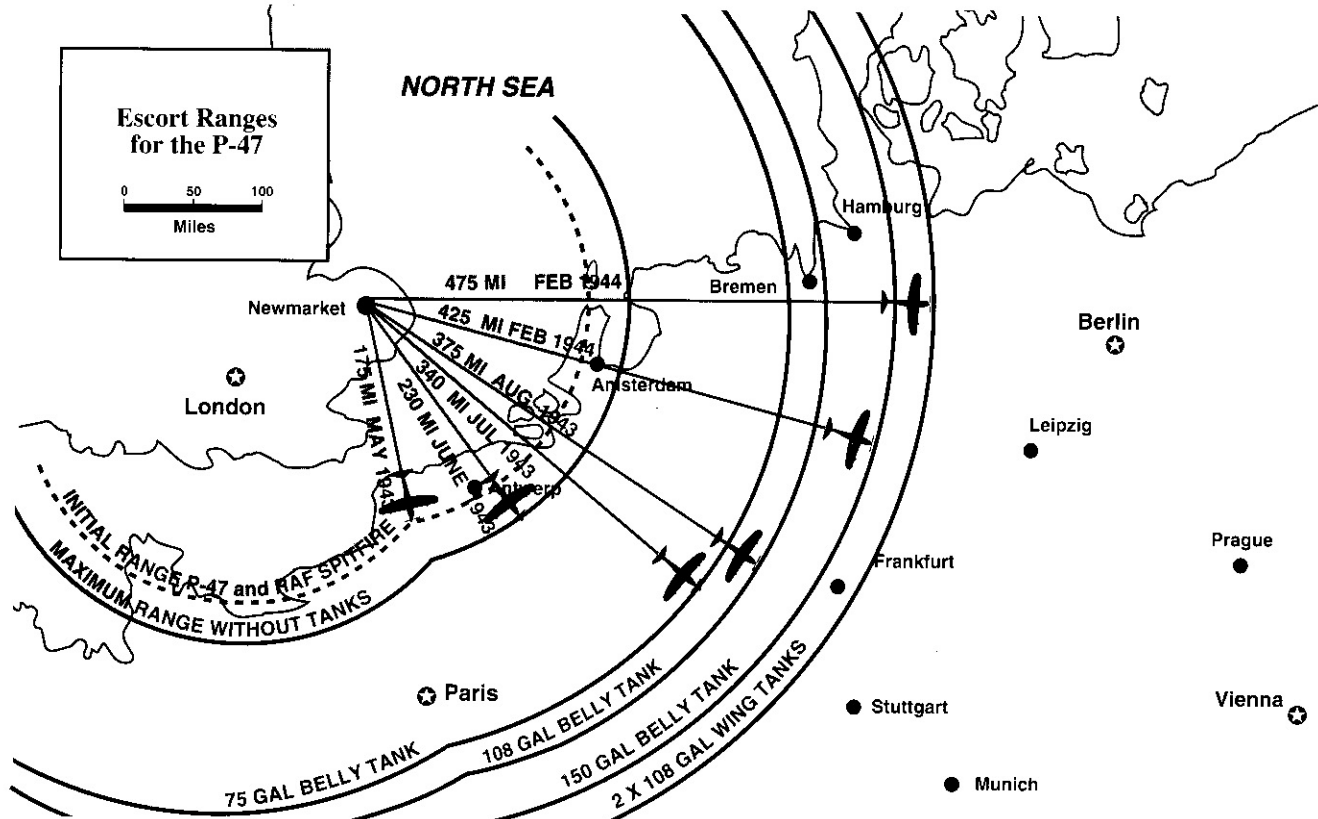 NORTH SEA
Escort Ranges
for the P-47
0 50 100
Miles
Hamburg
475 MI FEB 1944
Bremen
Newmarket
425 MI FEB 1944
Berlin
375 MI AUG 1943
340 MI JUL 1943
230 MI JUNE 1943
175 MI MAY 1943
Amsterdam
London
Leipzig
Antwerp
INITIAL RANGE P-47 and RAF SPITFIRE
MAXIMUM RANGE WITHOUT TANKS
Frankfurt
Prague
Paris
Stuttgart
Vienna
75 GAL BELLY TANK
108 GAL BELLY TANK
150 GAL BELLY TANK
2 X 108 GAL WING TANKS
Munich